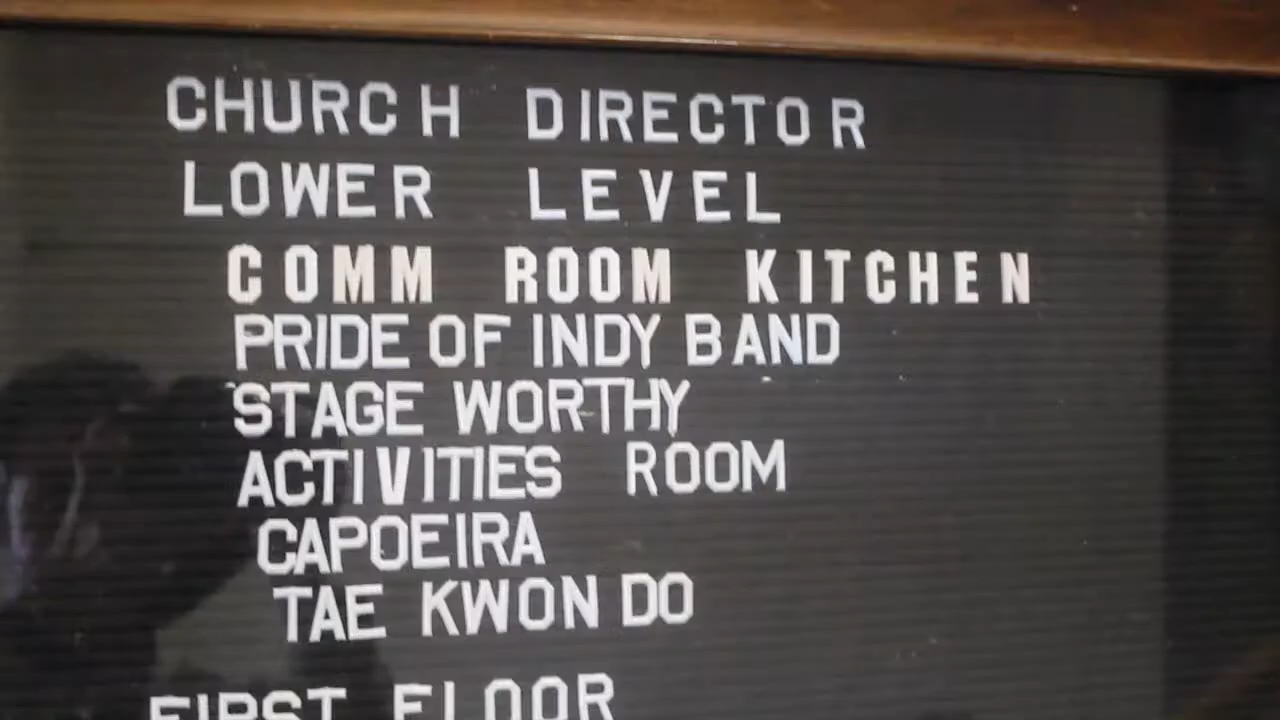 CHURCH DIRECTOR
LOWER LEVEL
COMM ROOM KITCHEN
PRIDE OF INDY BAND
STAGE WORTHY
ACTIVITIES ROOM
CAPOEIRA
TAE KWON DO
FIRST FLOOR